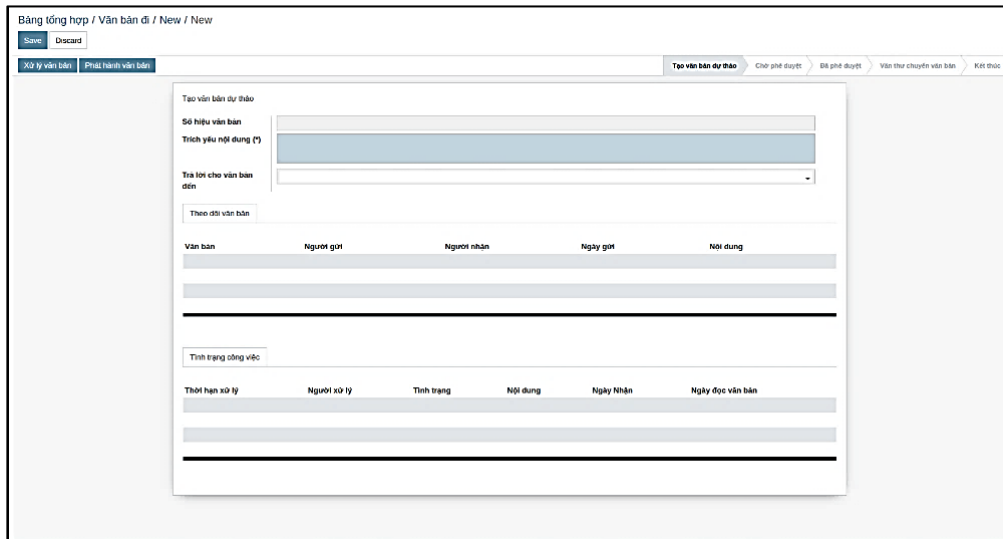 Bảng tổng hợp / Văn bản đi / New / New
Save Discard
Xử lý văn bản Phát hành văn bản Tạo văn bản dự thảo Chờ phê duyệt Đã phê duyệt Văn thư chuyển văn bản Kết thúc
Tạo văn bản dự thảo
Số hiệu văn bản
Trích yếu nội dung (*)
Trả lời cho văn bản
đến
Theo dõi văn bản
Văn bản Người gửi Người nhận Ngày gửi Nội dung
Tình trạng công việc
Thời hạn xử lý Người xử lý Tình trạng Nội dung Ngày Nhận Ngày đọc văn bản